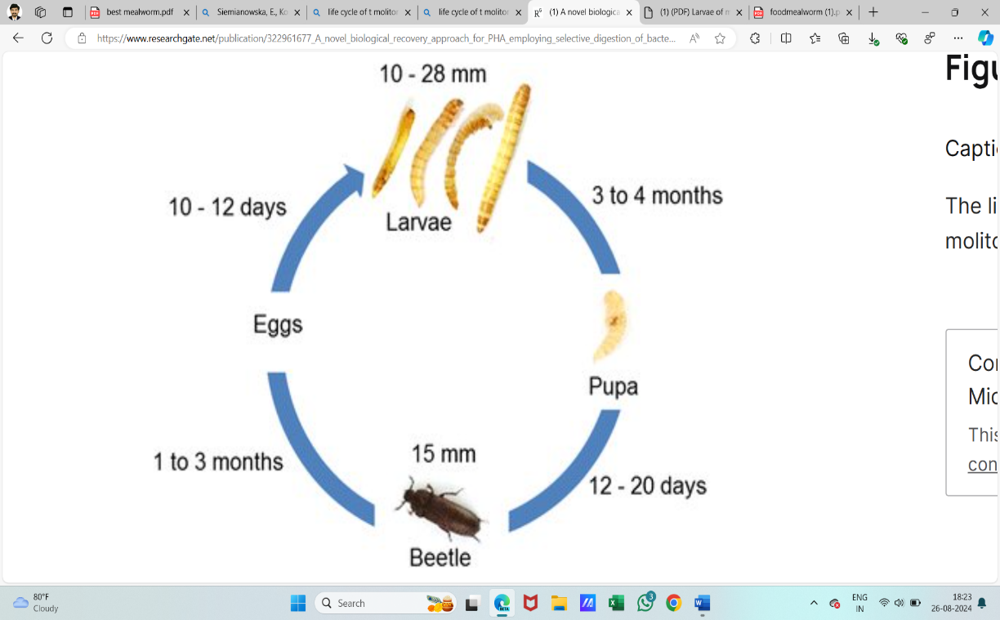 best mealworm.pdf
Siemianowska, E., Ko
life cycle of t molitor
life cycle of t molitor
(1) A novel biologica
(1) (PDF) Larvae of m
foodmealworm (1).p
https://www.researchgate.net/publication/322961677_A_novel_biological_recovery_approach_for_PHA_employing_selective_digestion_of_bacte...
10 - 28 mm
Figu
Capti
10 - 12 days
3 to 4 months
Larvae
The li
molito
Eggs
Pupa
Cor
Mic
This
con
15 mm
1 to 3 months
12 - 20 days
Beetle
80°F
Cloudy
Search
3
ENG
IN
18:23
26-08-2024